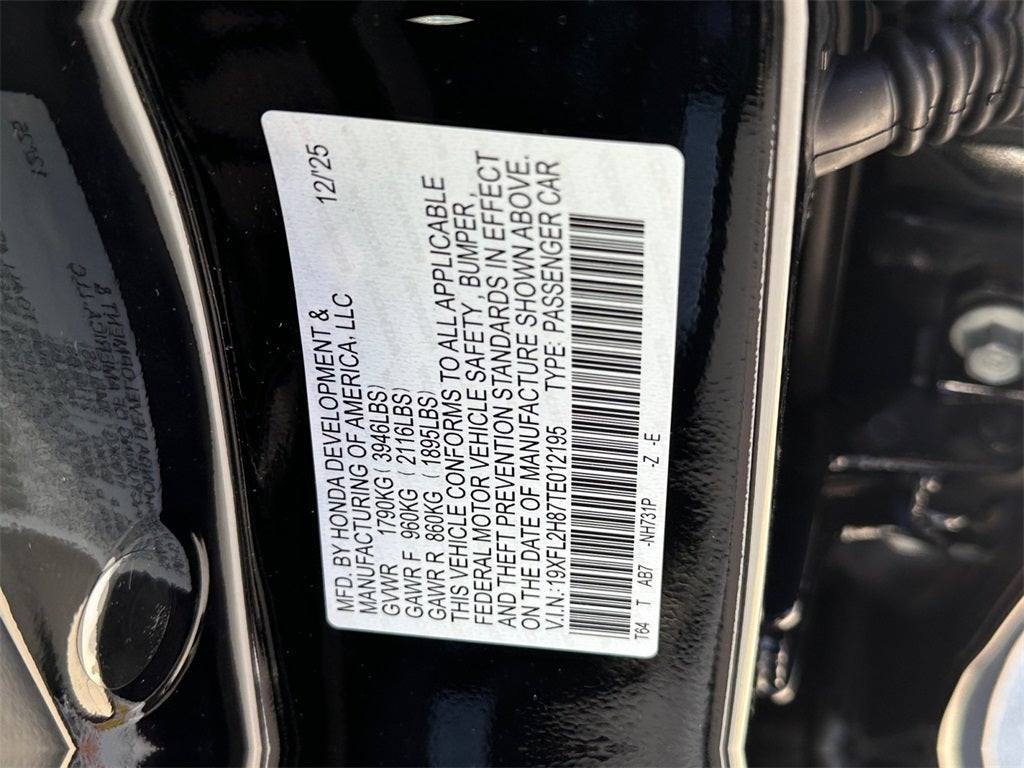 MFD. BY HONDA DEVELOPMENT & 12/'25
MANUFACTURING OF AMERICA, LLC
GVWR 1790KG ( 3946LBS)
GAWR F 960KG ( 2116LBS)
GAWR R 860KG ( 1895LBS)
THIS VEHICLE CONFORMS TO ALL APPLICABLE
FEDERAL MOTOR VEHICLE SAFETY, BUMPER,
AND THEFT PREVENTION STANDARDS IN EFFECT
ON THE DATE OF MANUFACTURE SHOWN ABOVE.
V.I.N:19XFL2H87TE012195 TYPE: PASSENGER CAR
T64 T AB7 -NH731P -Z -E